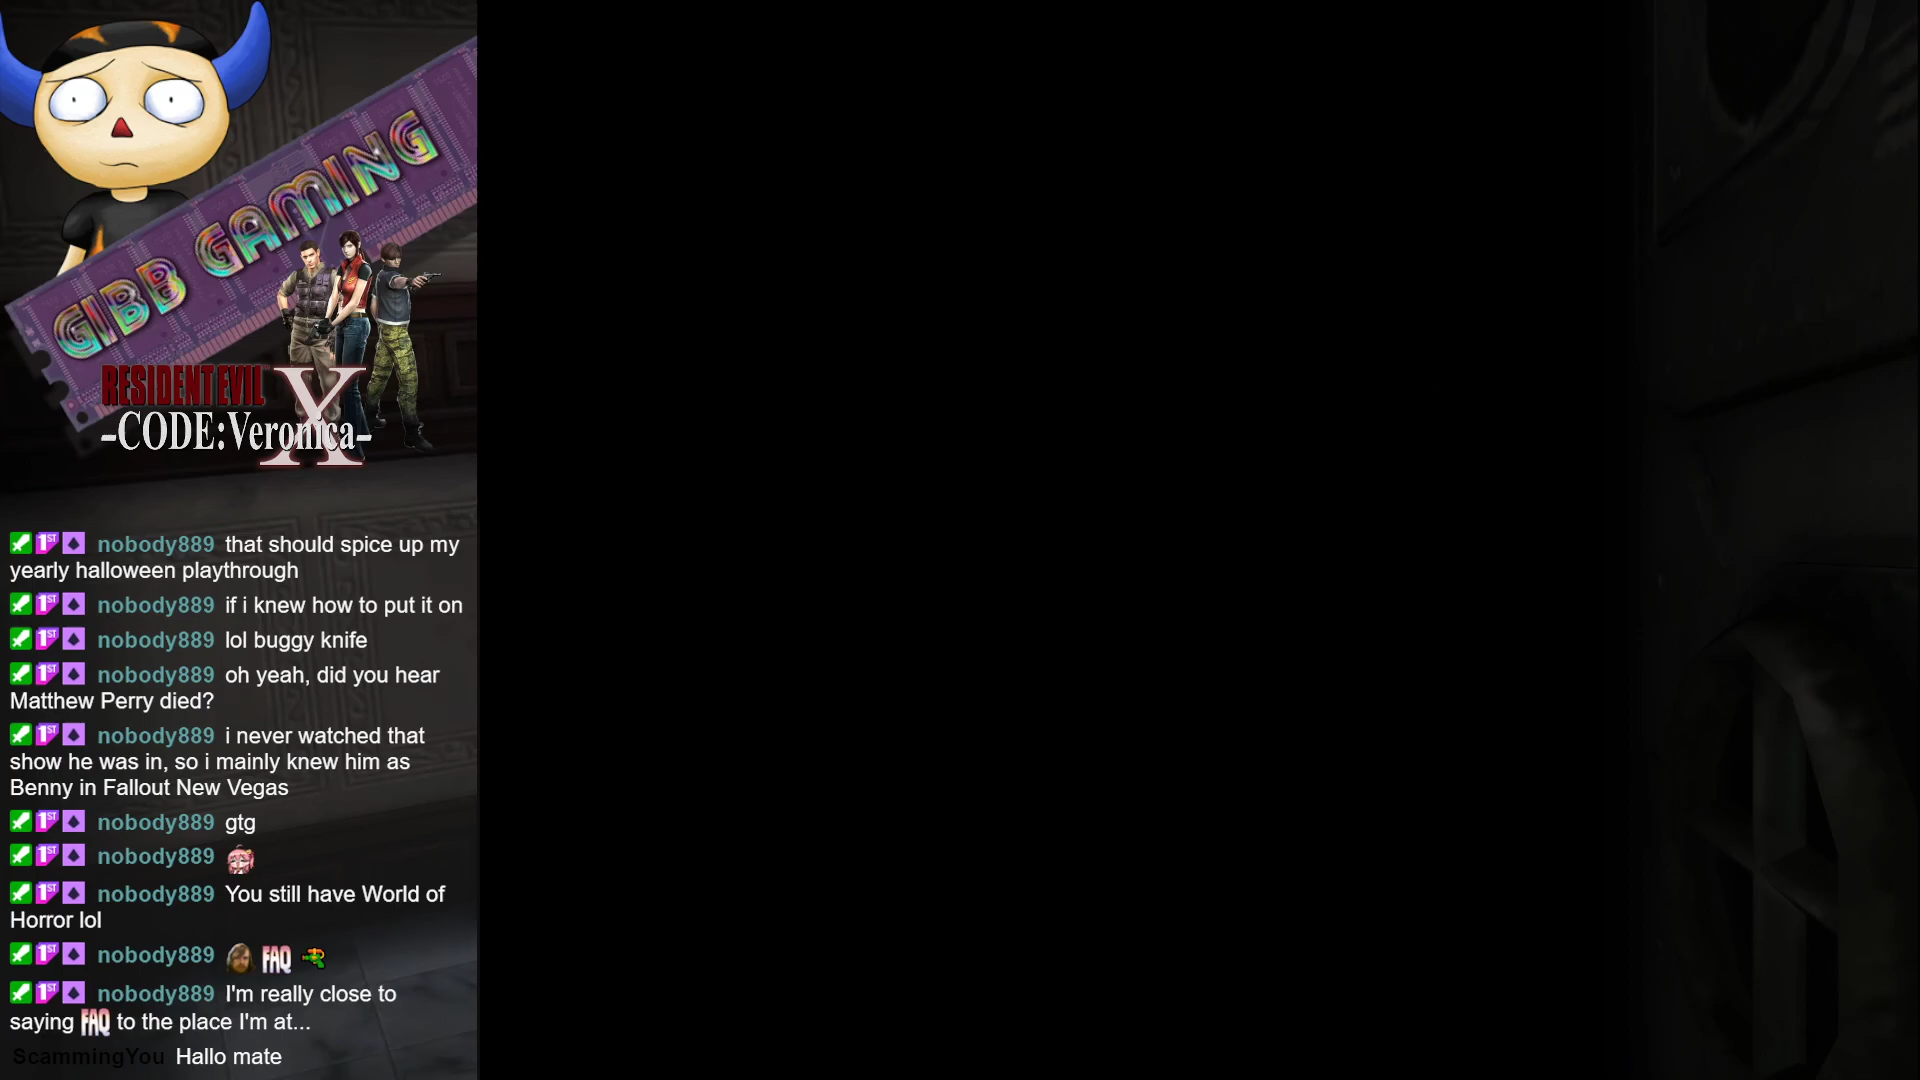 GIBB GAMING
RESIDENT EVIL
-CODE:Veronica-
X
nobody889 that should spice up my
yearly halloween playthrough
nobody889 if i knew how to put it on
nobody889 lol buggy knife
nobody889 oh yeah, did you hear
Matthew Perry died?
nobody889 i never watched that
show he was in, so i mainly knew him as
Benny in Fallout New Vegas
nobody889 gtg
nobody889
nobody889 You still have World of
Horror lol
nobody889 FAQ
nobody889 I'm really close to
saying FAQ to the place I'm at...
ScammingYou Hallo mate